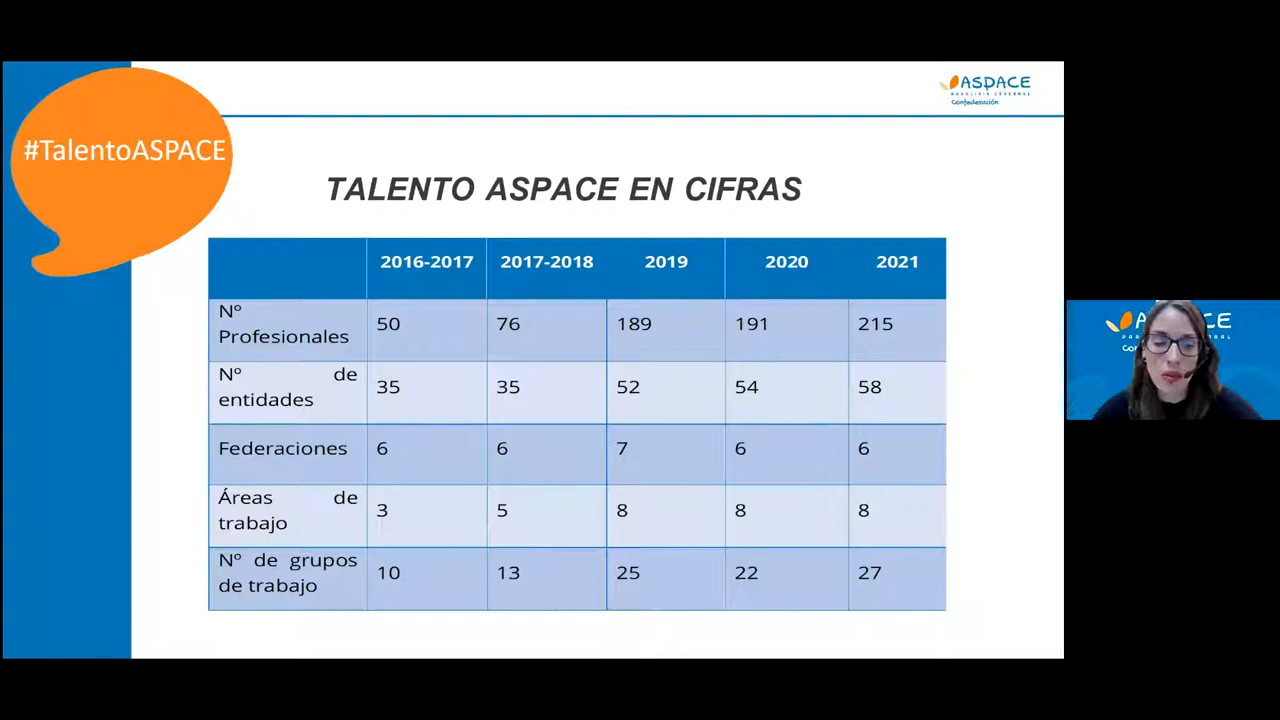 #TalentoASPACE
ASPACE
PARÁLISIS CEREBRAL
Confederación
TALENTO ASPACE EN CIFRAS
2016-2017 2017-2018 2019 2020 2021
Nº
Profesionales 50 76 189 191 215
Nº de
entidades 35 35 52 54 58
Federaciones 6 6 7 6 6
Áreas de
trabajo 3 5 8 8 8
Nº de grupos
de trabajo 10 13 25 22 27